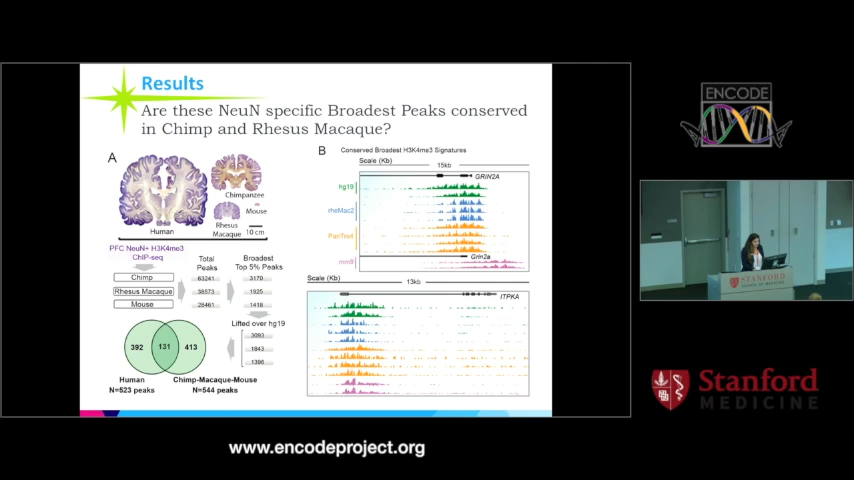 Results
Are these NeuN specific Broadest Peaks conserved
in Chimp and Rhesus Macaque?
A
Human
Chimpanzee
Mouse
Rhesus
Macaque
10 cm
PFC NeuN+ H3K4me3
ChIP-seq
Total
Peaks
Broadest
Top 5% Peaks
Chimp
63241
3170
Rhesus Macaque
38573
1925
Mouse
28461
1418
Lifted over hg19
3093
1843
1396
392
131
413
Human
N=523 peaks
Chimp-Macaque-Mouse
N=544 peaks
B
Conserved Broadest H3K4me3 Signatures
Scale (Kb)
15kb
GRIN2A
hg19
rheMac2
PanTro4
mm9
Grin2a
Scale (Kb)
13kb
ITPKA
ENCODE
STANFORD
Stanford
MEDICINE
www.encodeproject.org